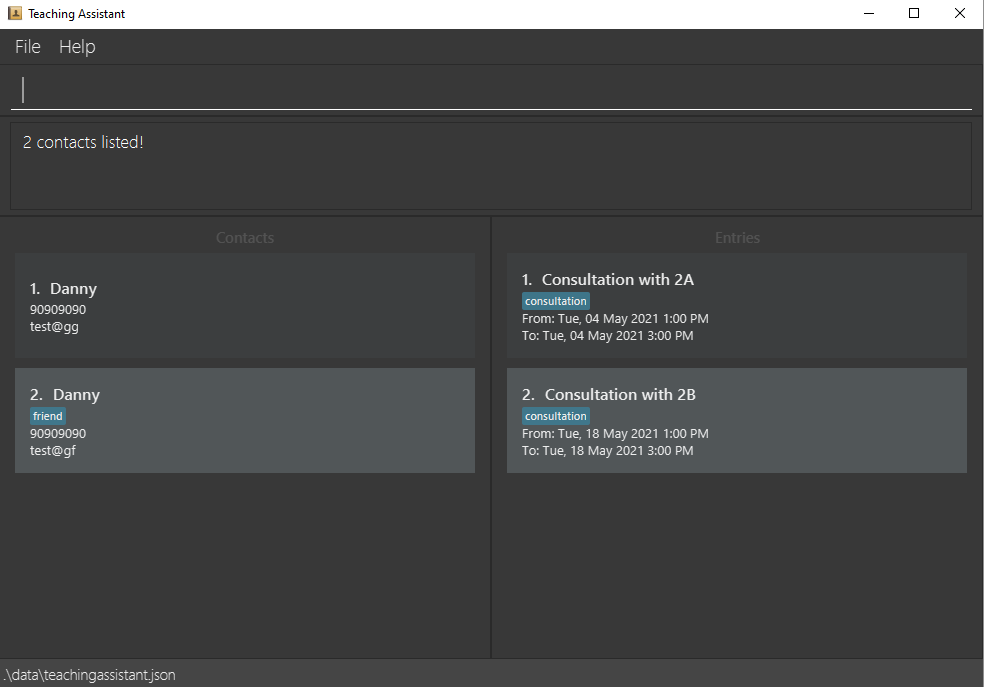 Teaching Assistant
File Help
2 contacts listed!
Contacts
1. Danny
90909090
test@gg
2. Danny
friend
90909090
test@gf
Entries
1. Consultation with 2A
consultation
From: Tue, 04 May 2021 1:00 PM
To: Tue, 04 May 2021 3:00 PM
2. Consultation with 2B
consultation
From: Tue, 18 May 2021 1:00 PM
To: Tue, 18 May 2021 3:00 PM
.\data\teachingassistant.json